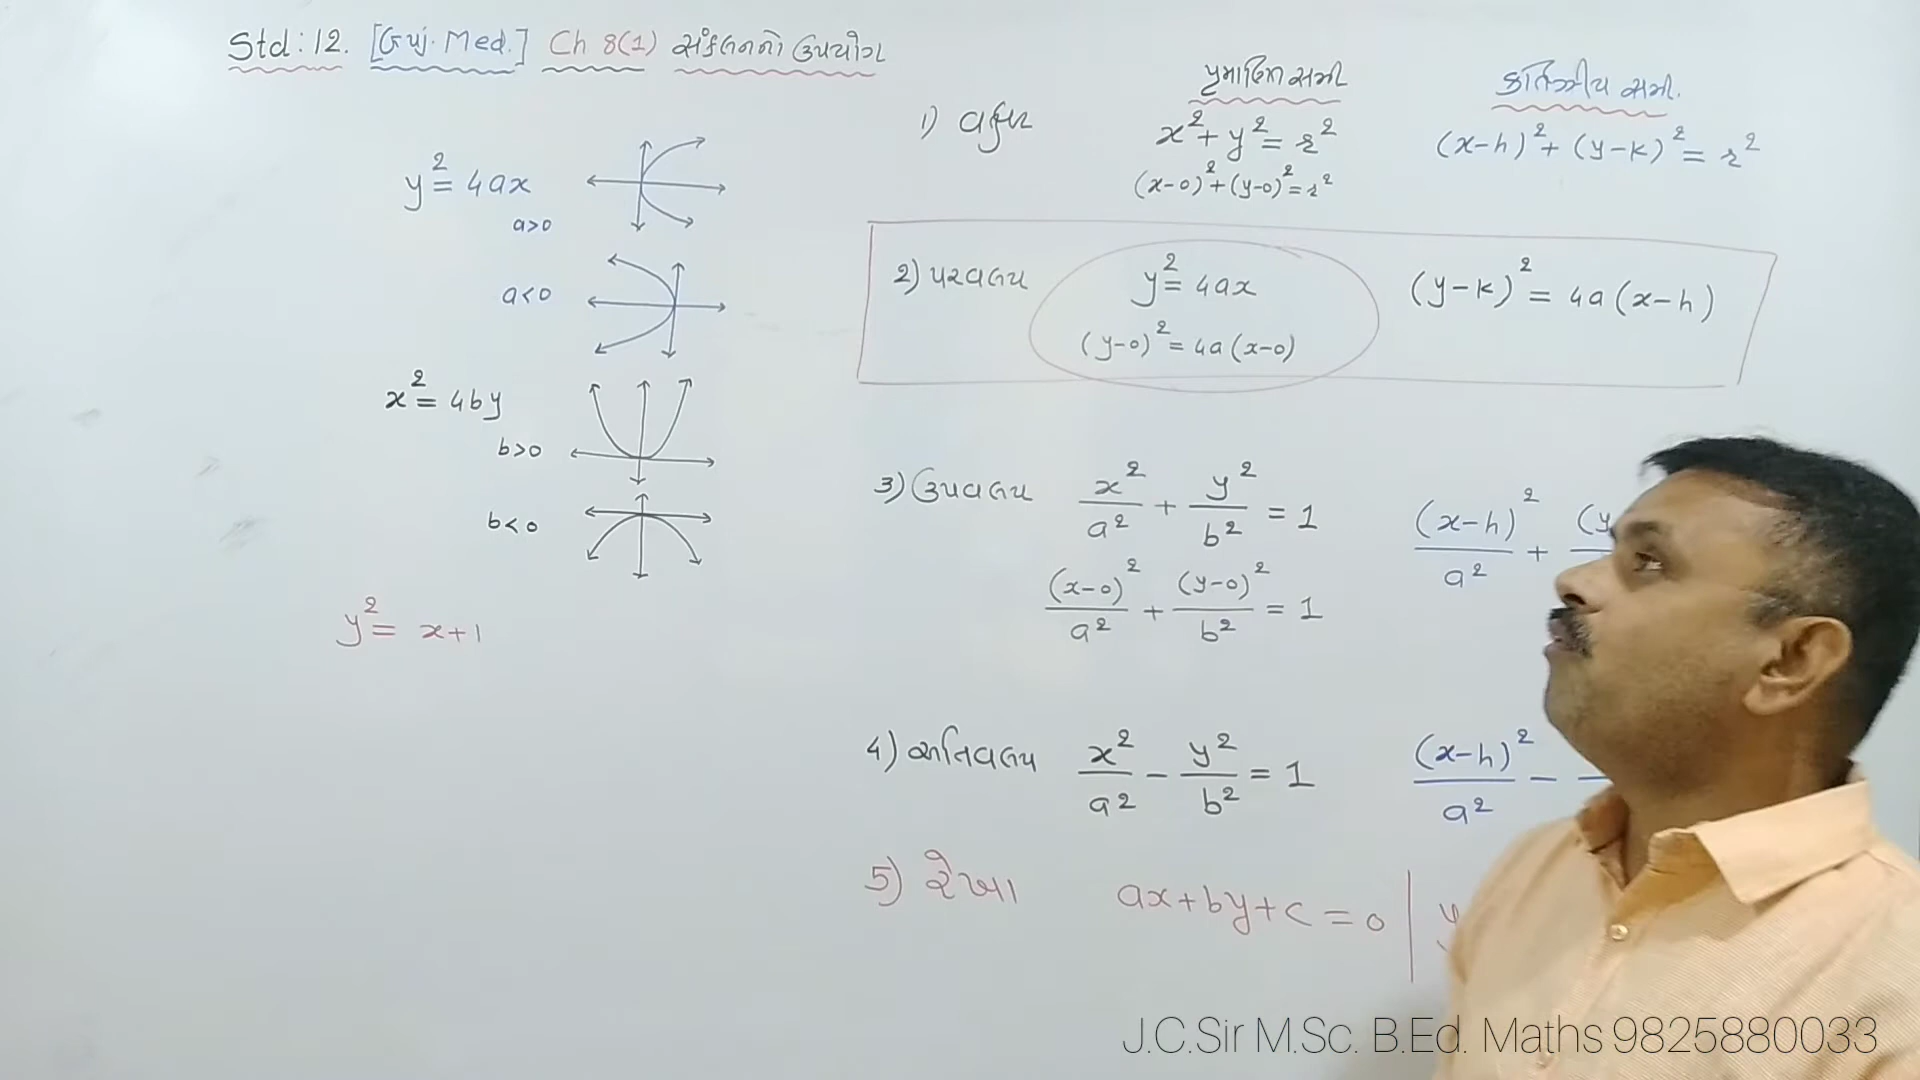 Std: 12. [Guj. Med.] Ch 8(1) સંકલનનો ઉપયોગ
y² = 4ax
a>0
a<0
x² = 4by
b>0
b<0
y² = x+1
પ્રમાણિત સમી
કાર્તેઝીય સમી.
1) વર્તુળ x² + y² = r² (x-h)² + (y-k)² = r²
(x-0)² + (y-0)² = r²
2) પરવલય y² = 4ax (y-k)² = 4a(x-h)
(y-0)² = 4a(x-0)
3) ઉપવલય x²/a² + y²/b² = 1 (x-h)²/a² + (y
(x-0)²/a² + (y-0)²/b² = 1
4) અતિવલય x²/a² - y²/b² = 1 (x-h)²/a² -
5) રેખા ax+by+c = 0 | y
J.C.Sir M.Sc. B.Ed. Maths 9825880033